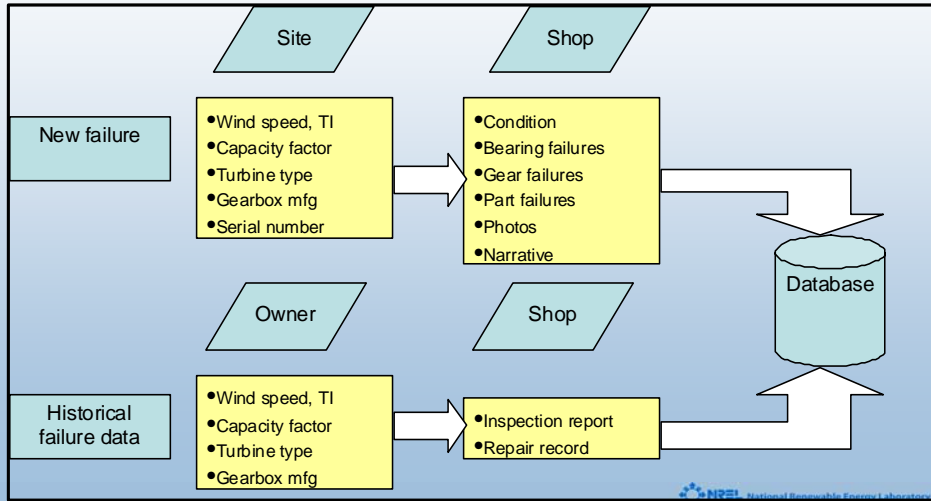 Site
Shop
New failure
•Wind speed, TI
•Capacity factor
•Turbine type
•Gearbox mfg
•Serial number
•Condition
•Bearing failures
•Gear failures
•Part failures
•Photos
•Narrative
Database
Owner
Shop
Historical
failure data
•Wind speed, TI
•Capacity factor
•Turbine type
•Gearbox mfg
•Inspection report
•Repair record
NREL National Renewable Energy Laboratory